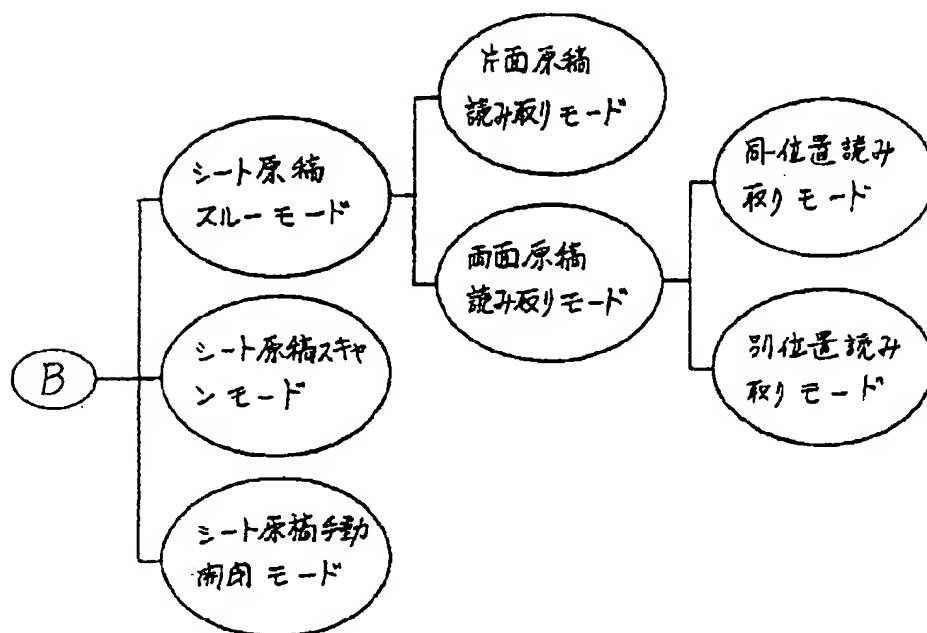 片面原稿
読み取りモード
シート原稿
スルーモード
同一位置読み
取りモード
両面原稿
読み取りモード
別位置読み
取りモード
B
シート原稿スキャ
ンモード
シート原稿手動
開閉モード